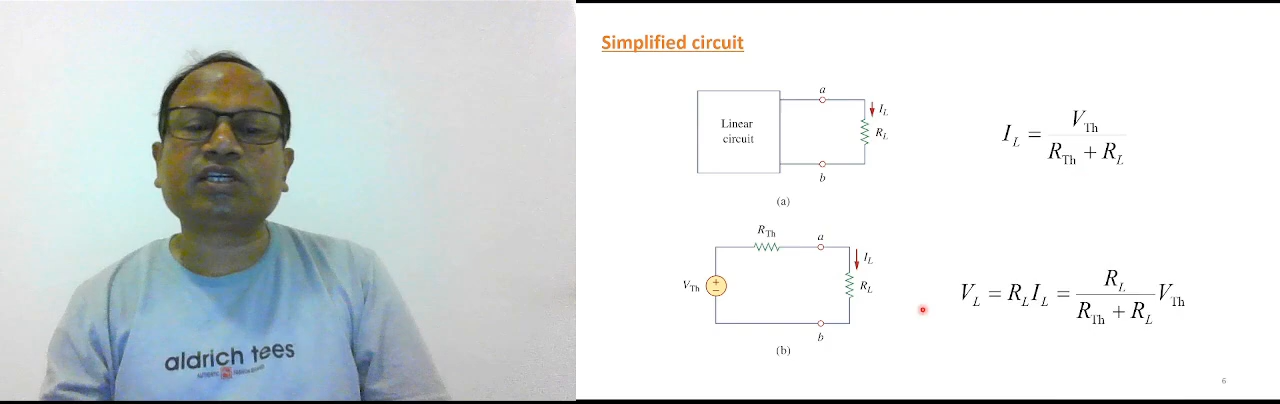 aldrich tees
Simplified circuit
a
I_L
Linear
circuit
R_L
b
(a)
I_L = V_Th / (R_Th + R_L)
R_Th
a
I_L
V_Th
+
−
R_L
b
(b)
V_L = R_L I_L = R_L / (R_Th + R_L) V_Th
6